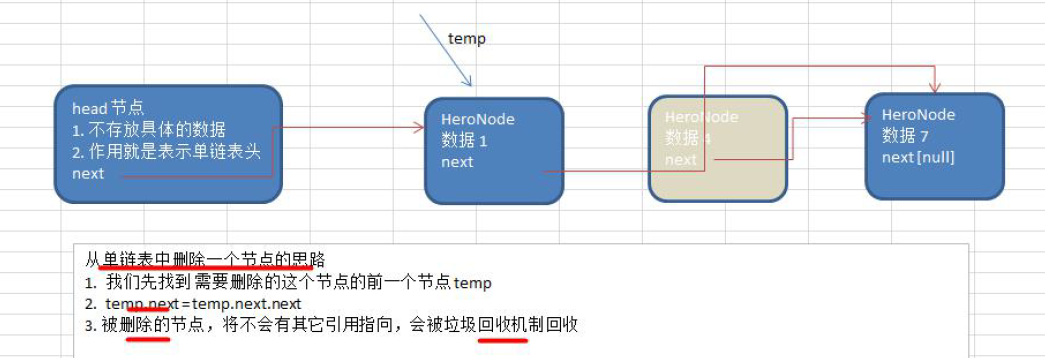 temp
head 节点
1. 不存放具体的数据
2. 作用就是表示单链表头
next
HeroNode
数据 1
next
HeroNode
数据 4
next
HeroNode
数据 7
next[null]
从单链表中删除一个节点的思路
1. 我们先找到 需要删除的这个节点的前一个节点 temp
2. temp.next=temp.next.next
3. 被删除的节点，将不会有其它引用指向，会被垃圾回收机制回收